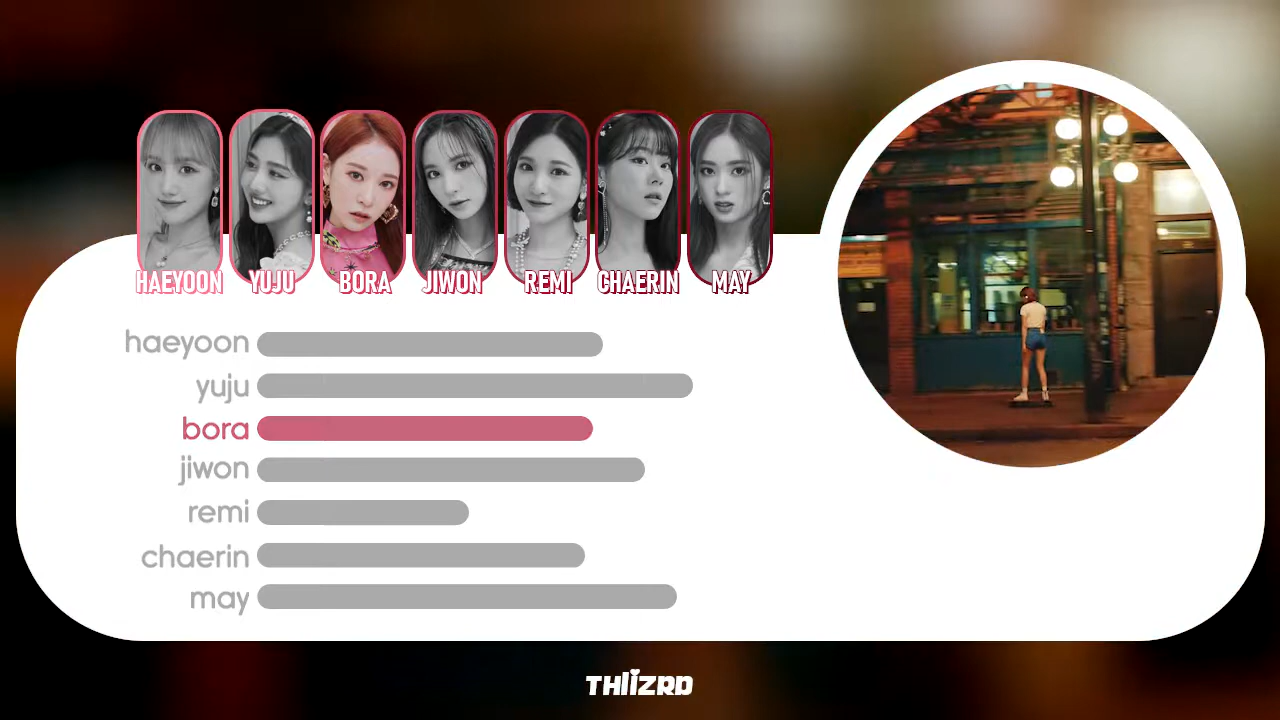 HAEYOON YUJU BORA JIWON REMI CHAERIN MAY
haeyoon
yuju
bora
jiwon
remi
chaerin
may
THIIZRD